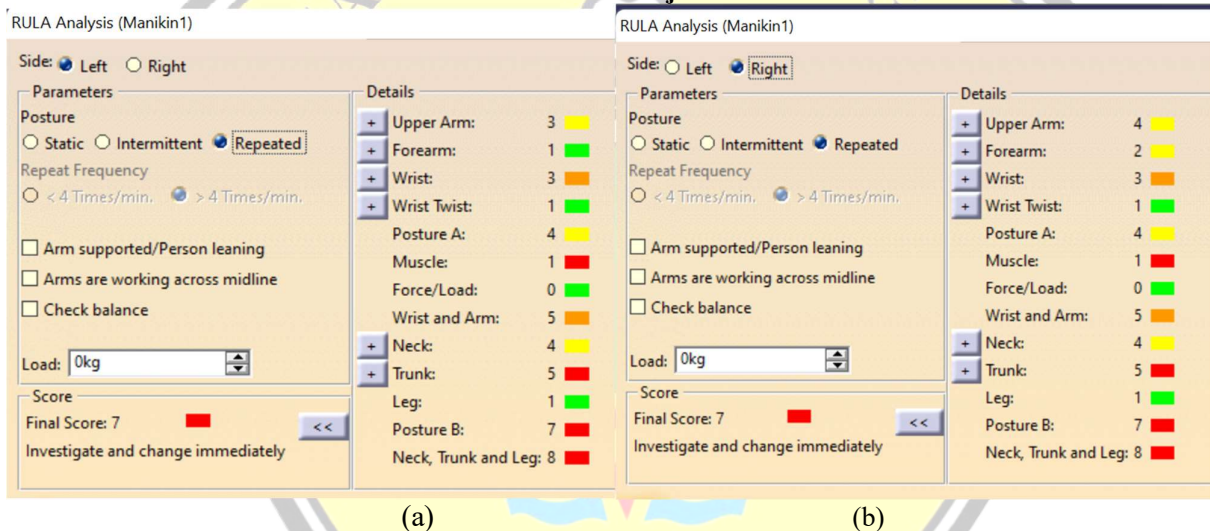 RULA Analysis (Manikin1)
Side: Left Right
Parameters
Posture
Static Intermittent Repeated
Repeat Frequency
< 4 Times/min. > 4 Times/min.
Arm supported/Person leaning
Arms are working across midline
Check balance
Load: 0kg
Score
Final Score: 7
<<
Investigate and change immediately
Details
+ Upper Arm: 3
+ Forearm: 1
+ Wrist: 3
+ Wrist Twist: 1
Posture A: 4
Muscle: 1
Force/Load: 0
Wrist and Arm: 5
+ Neck: 4
+ Trunk: 5
Leg: 1
Posture B: 7
Neck, Trunk and Leg: 8
(a)
RULA Analysis (Manikin1)
Side: Left Right
Parameters
Posture
Static Intermittent Repeated
Repeat Frequency
< 4 Times/min. > 4 Times/min.
Arm supported/Person leaning
Arms are working across midline
Check balance
Load: 0kg
Score
Final Score: 7
<<
Investigate and change immediately
Details
+ Upper Arm: 4
+ Forearm: 2
+ Wrist: 3
+ Wrist Twist: 1
Posture A: 4
Muscle: 1
Force/Load: 0
Wrist and Arm: 5
+ Neck: 4
+ Trunk: 5
Leg: 1
Posture B: 7
Neck, Trunk and Leg: 8
(b)